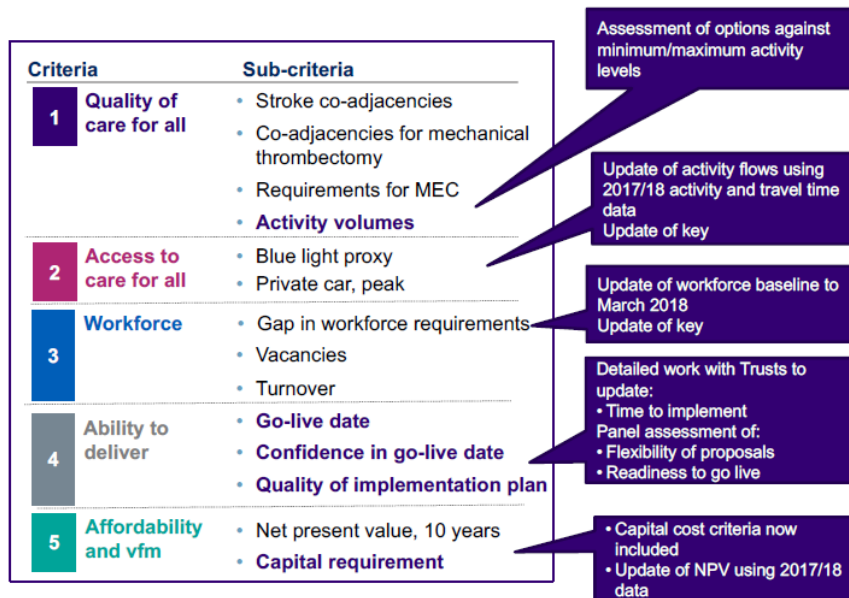 Criteria
Sub-criteria
1
Quality of
care for all
• Stroke co-adjacencies
• Co-adjacencies for mechanical
thrombectomy
• Requirements for MEC
• Activity volumes
2
Access to
care for all
• Blue light proxy
• Private car, peak
3
Workforce
• Gap in workforce requirements
• Vacancies
• Turnover
4
Ability to
deliver
• Go-live date
• Confidence in go-live date
• Quality of implementation plan
5
Affordability
and vfm
• Net present value, 10 years
• Capital requirement
Assessment of options against
minimum/maximum activity
levels
Update of activity flows using
2017/18 activity and travel time
data
Update of key
Update of workforce baseline to
March 2018
Update of key
Detailed work with Trusts to
update:
• Time to implement
Panel assessment of:
• Flexibility of proposals
• Readiness to go live
• Capital cost criteria now
included
• Update of NPV using 2017/18
data